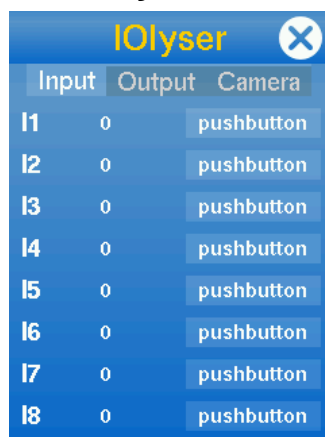 IOlyser
Input Output Camera
I1 0 pushbutton
I2 0 pushbutton
I3 0 pushbutton
I4 0 pushbutton
I5 0 pushbutton
I6 0 pushbutton
I7 0 pushbutton
I8 0 pushbutton